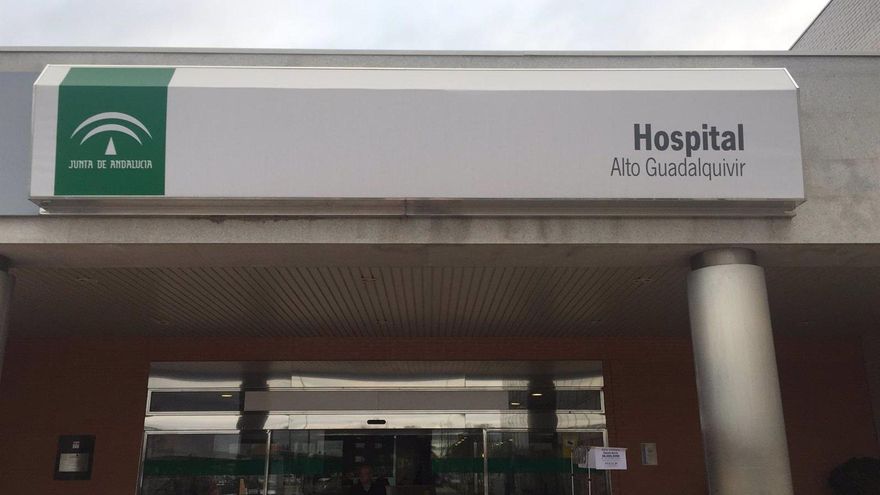 JUNTA DE ANDALUCIA
Hospital
Alto Guadalquivir